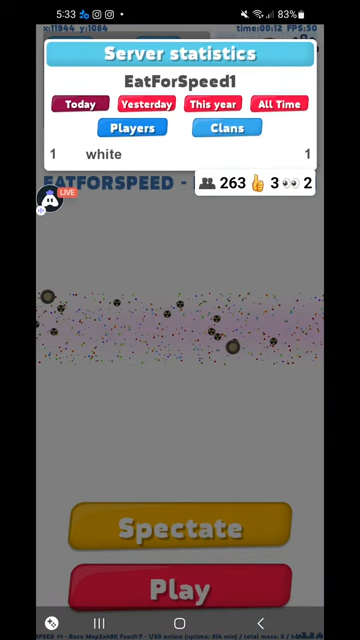 5:33
83%
x:11944 y:1084
time:00:12 FPS:50
Server statistics
EatForSpeed1
Today
Yesterday
This year
All Time
Players
Clans
1 white 1
EATFORSPEED -
263 3 2
LIVE
Spectate
Play